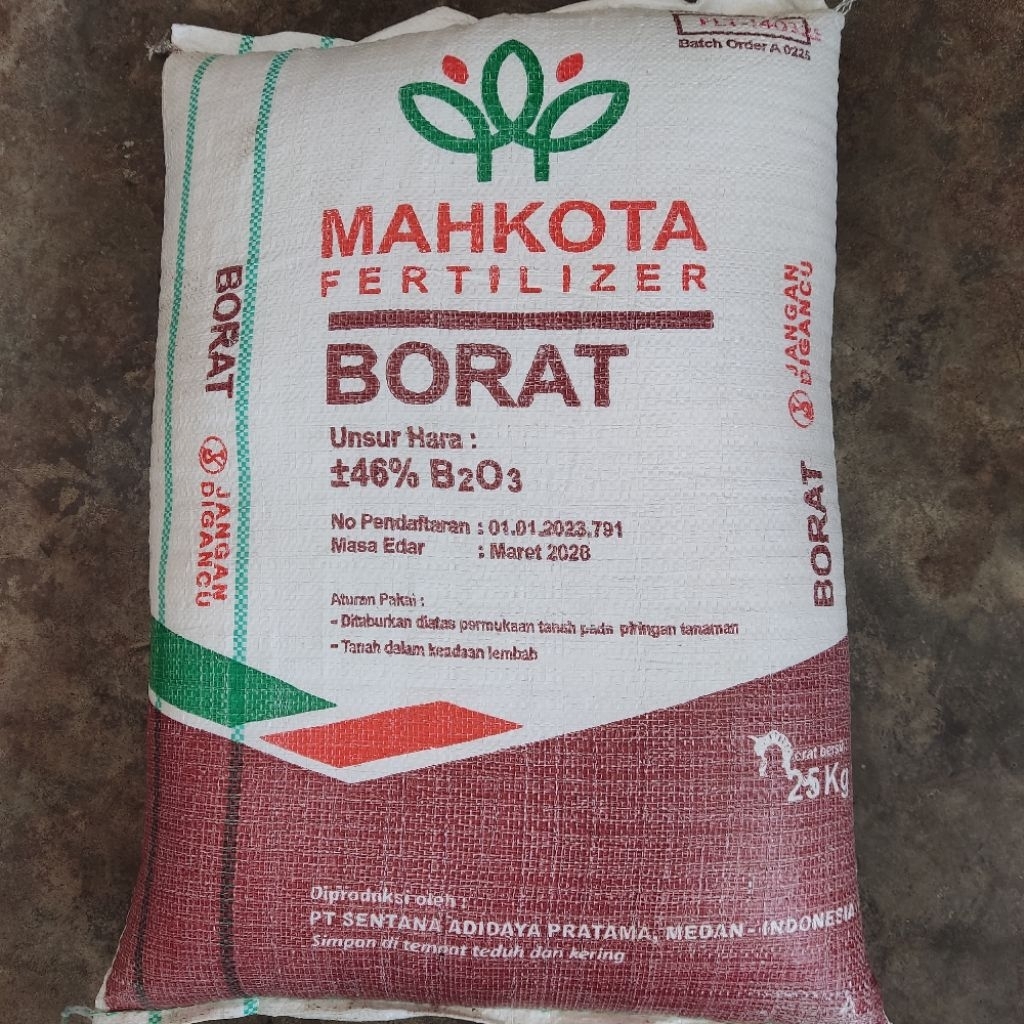 Batch Order A 0225
MAHKOTA
FERTILIZER
BORAT
Unsur Hara :
±46% B2O3
No Pendaftaran : 01.01.2023.791
Masa Edar : Maret 2028
Aturan Pakai :
- Ditaburkan diatas permukaan tanah pada piringan tanaman
- Tanah dalam keadaan lembab
BORAT
JANGAN
DIGANCU
JANGAN
DIGANCU
BORAT
25 Kg
Diproduksi oleh :
PT SENTANA ADIDAYA PRATAMA, MEDAN - INDONESIA
Simpan di tempat teduh dan kering